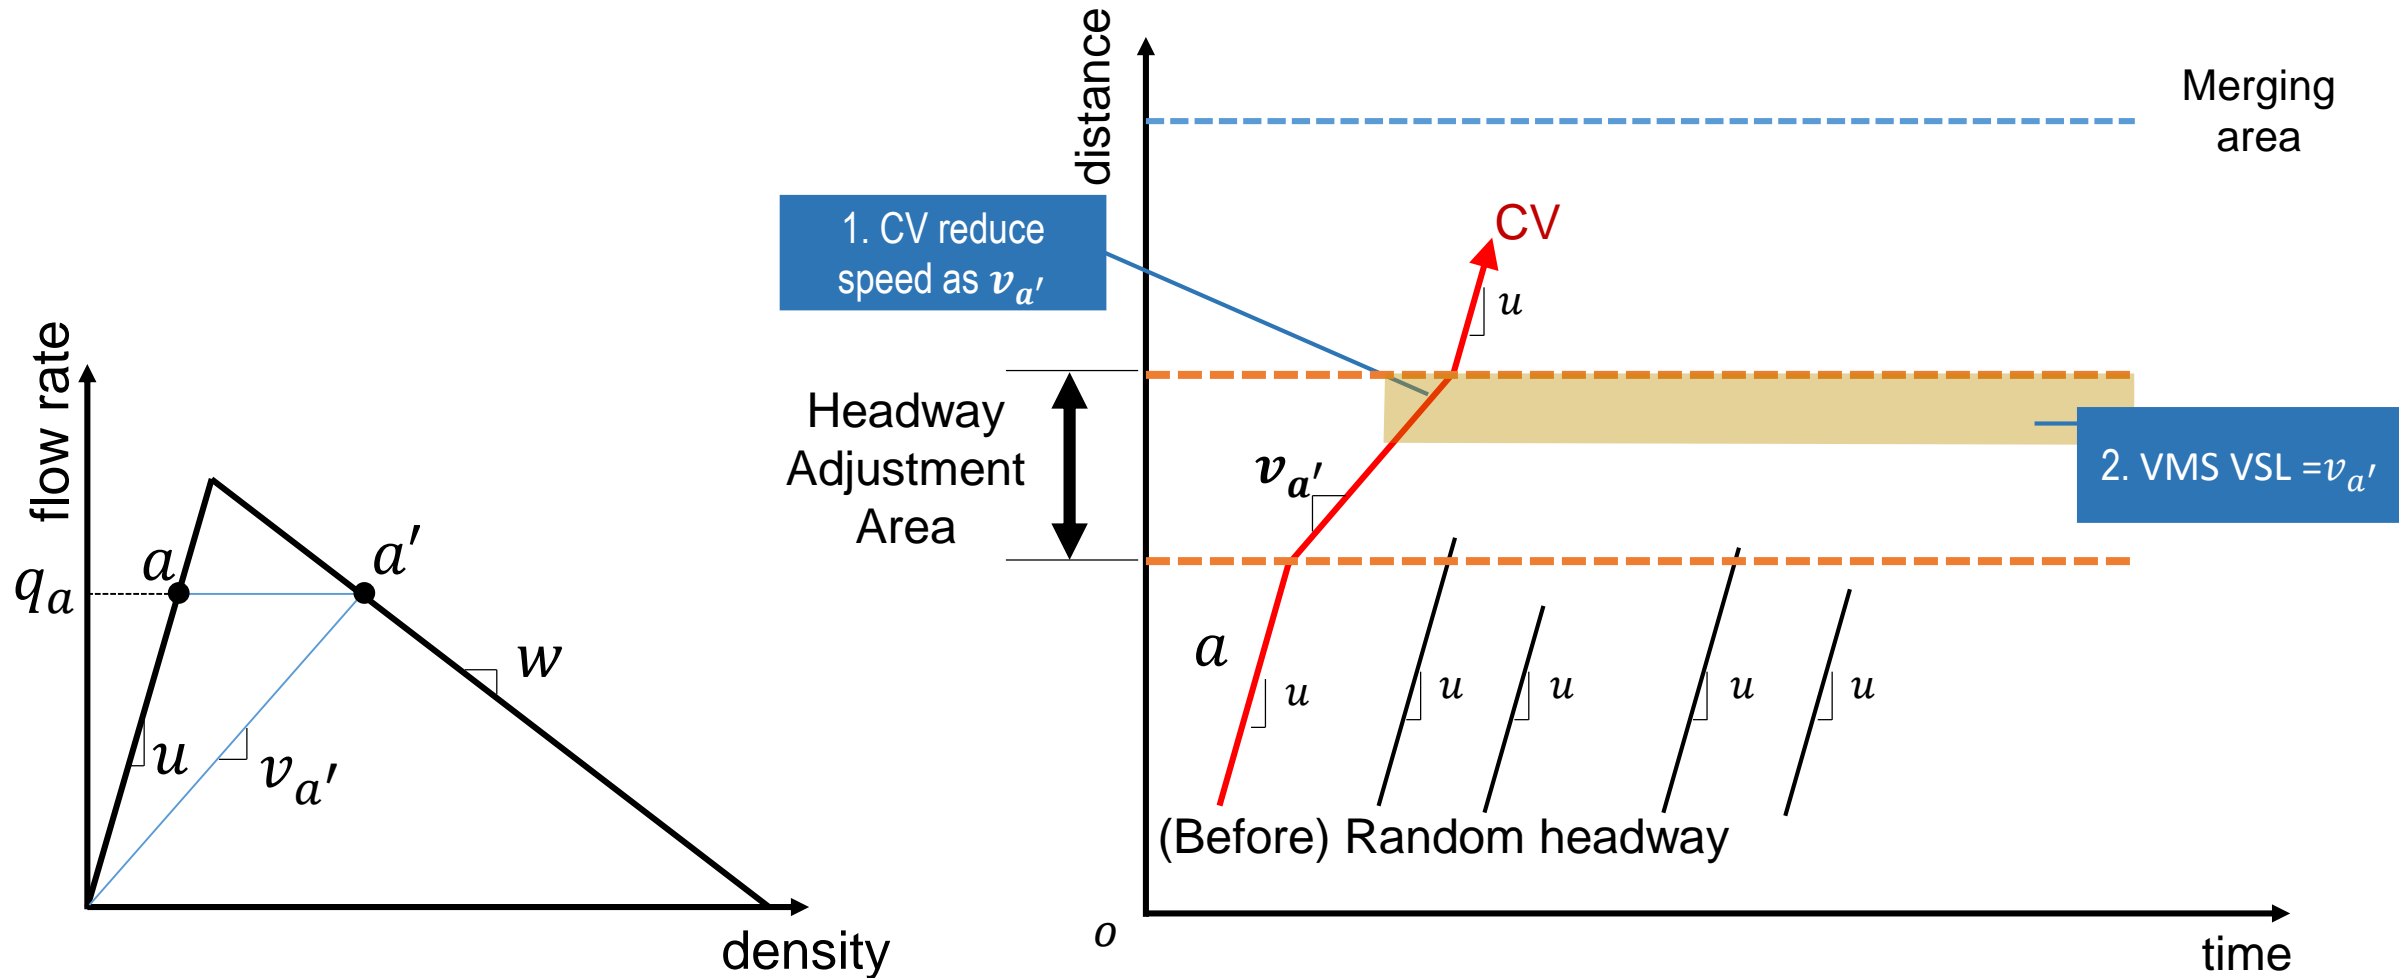 flow rate
q_a
a
a′
w
u
v_a′
density
distance
Merging
area
1. CV reduce
speed as v_a′
CV
u
Headway
Adjustment
Area
v_a′
2. VMS VSL =v_a′
a
u
u
u
u
u
(Before) Random headway
o
time